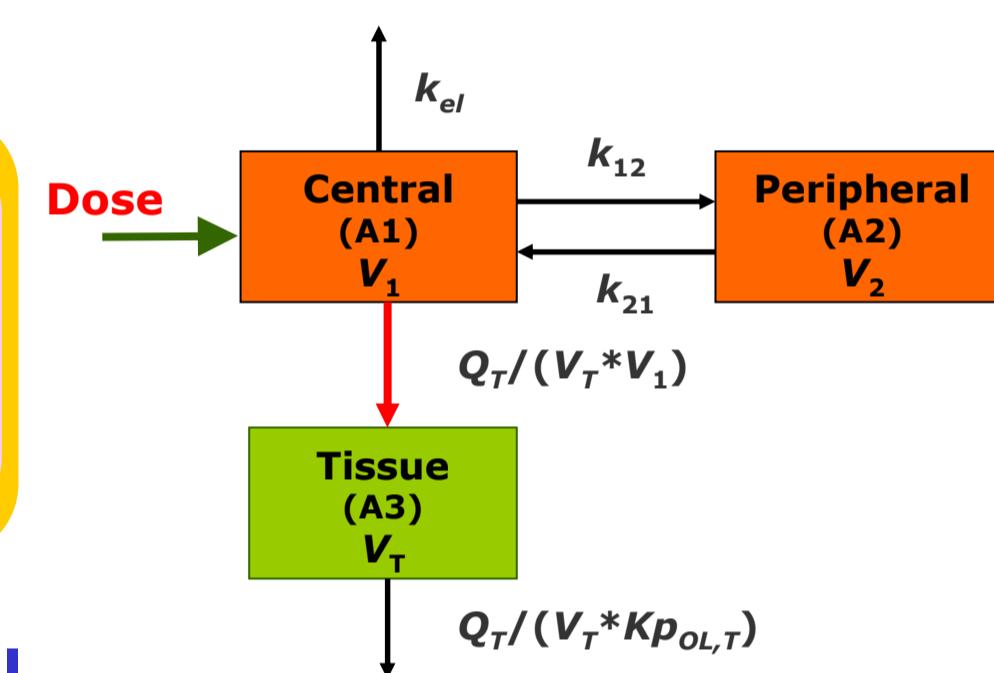 k_el
Dose
Central
(A1)
V_1
k_12
k_21
Peripheral
(A2)
V_2
Q_T/(V_T*V_1)
Tissue
(A3)
V_T
Q_T/(V_T*Kp_OL,T)